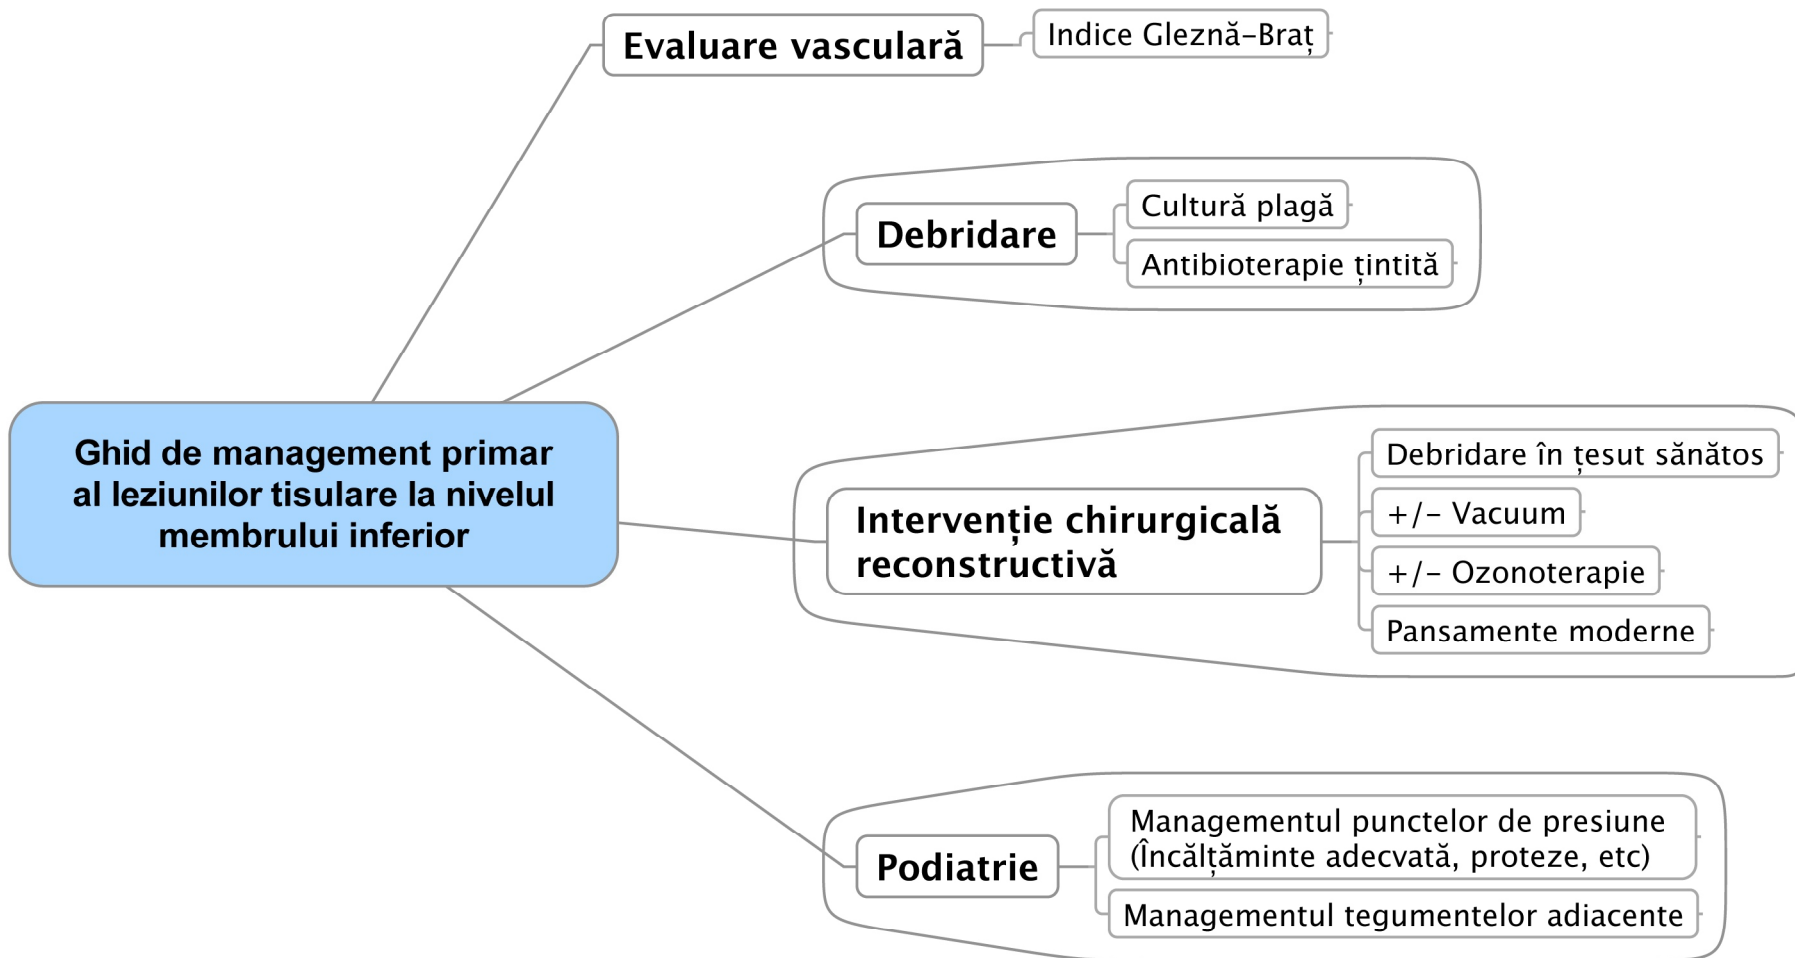 Evaluare vasculară
Indice Gleznă-Braț
Debridare
Cultură plagă
Antibioterapie țintită
Ghid de management primar
al leziunilor tisulare la nivelul
membrului inferior
Intervenție chirurgicală
reconstructivă
Debridare în țesut sănătos
+/- Vacuum
+/- Ozonoterapie
Pansamente moderne
Podiatrie
Managementul punctelor de presiune
(Încălțăminte adecvată, proteze, etc)
Managementul tegumentelor adiacente